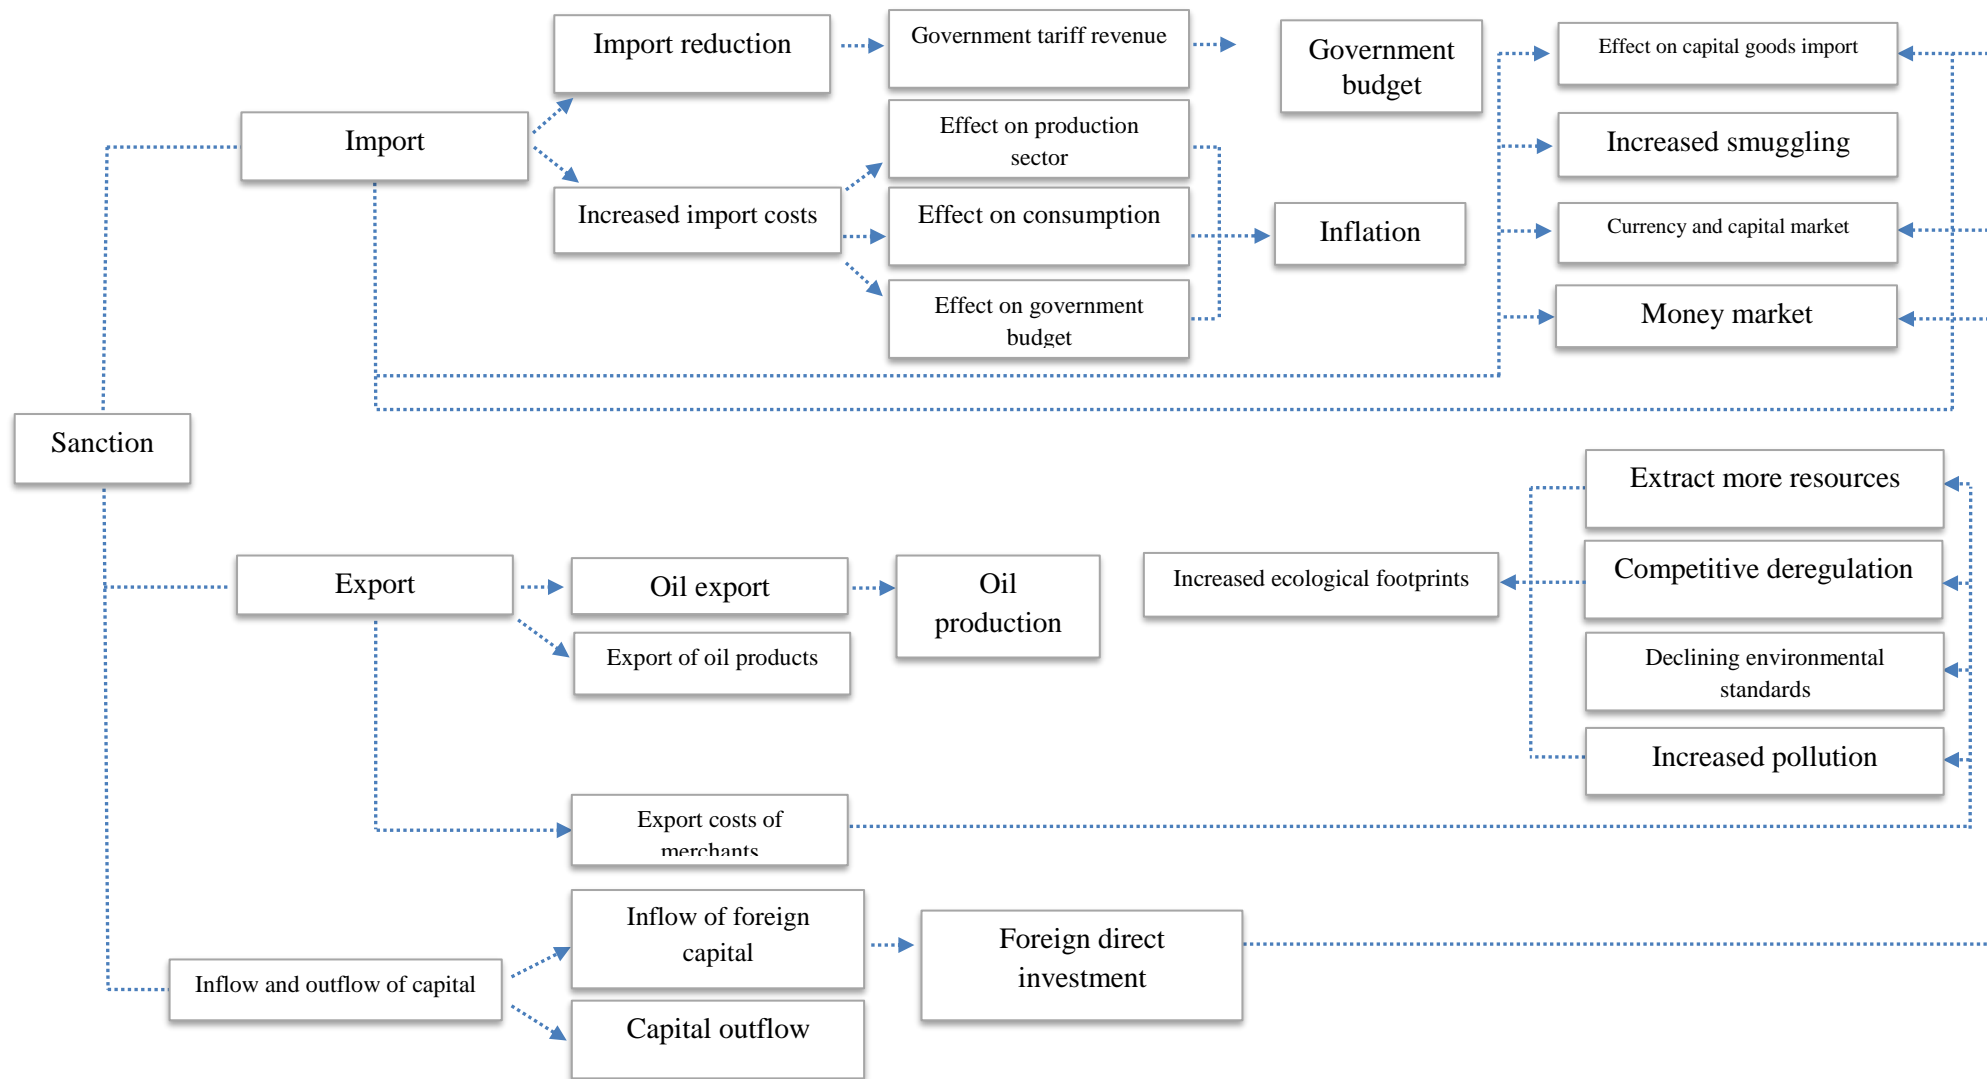 Import reduction
Government tariff revenue
Government
budget
Effect on capital goods import
Import
Effect on production
sector
Increased smuggling
Increased import costs
Effect on consumption
Inflation
Currency and capital market
Effect on government
budget
Money market
Sanction
Extract more resources
Export
Oil export
Oil
production
Increased ecological footprints
Competitive deregulation
Export of oil products
Declining environmental
standards
Increased pollution
Export costs of
merchants
Inflow of foreign
capital
Foreign direct
investment
Inflow and outflow of capital
Capital outflow